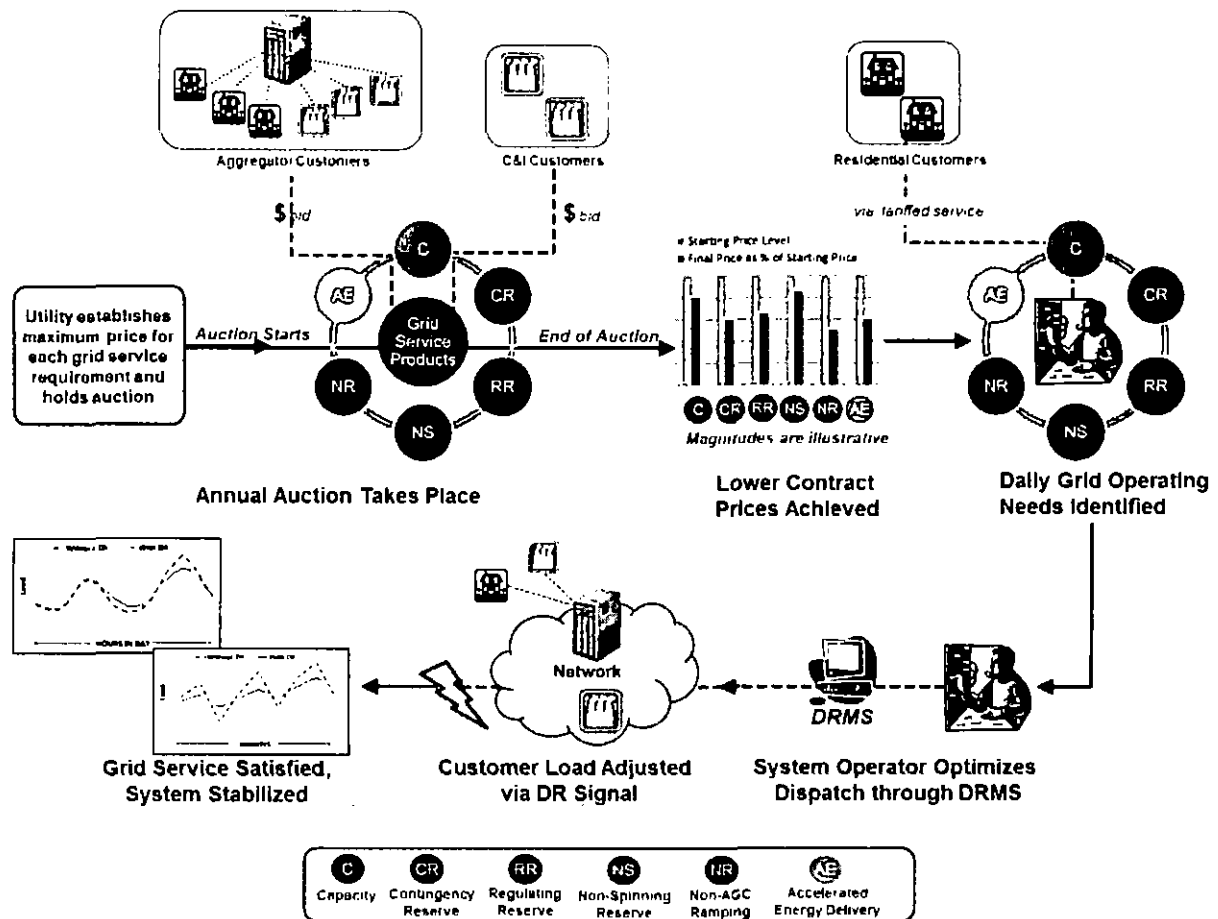 Aggregator Customers
C&I Customers
Residential Customers
$ bid
$ bid
via tariffed service
Utility establishes
maximum price for
each grid service
requirement and
holds auction
Auction Starts
C
CR
RR
NS
NR
AE
Grid
Service
Products
End of Auction
Starting Price Level
Final Price as % of Starting Price
C CR RR NS NR AE
Magnitudes are illustrative
C
CR
RR
NS
NR
AE
Annual Auction Takes Place
Lower Contract
Prices Achieved
Daily Grid Operating
Needs Identified
HOURS IN DAY
Network
DRMS
Grid Service Satisfied,
System Stabilized
Customer Load Adjusted
via DR Signal
System Operator Optimizes
Dispatch through DRMS
C
Capacity
CR
Contingency
Reserve
RR
Regulating
Reserve
NS
Non-Spinning
Reserve
NR
Non-AGC
Ramping
AE
Accelerated
Energy Delivery